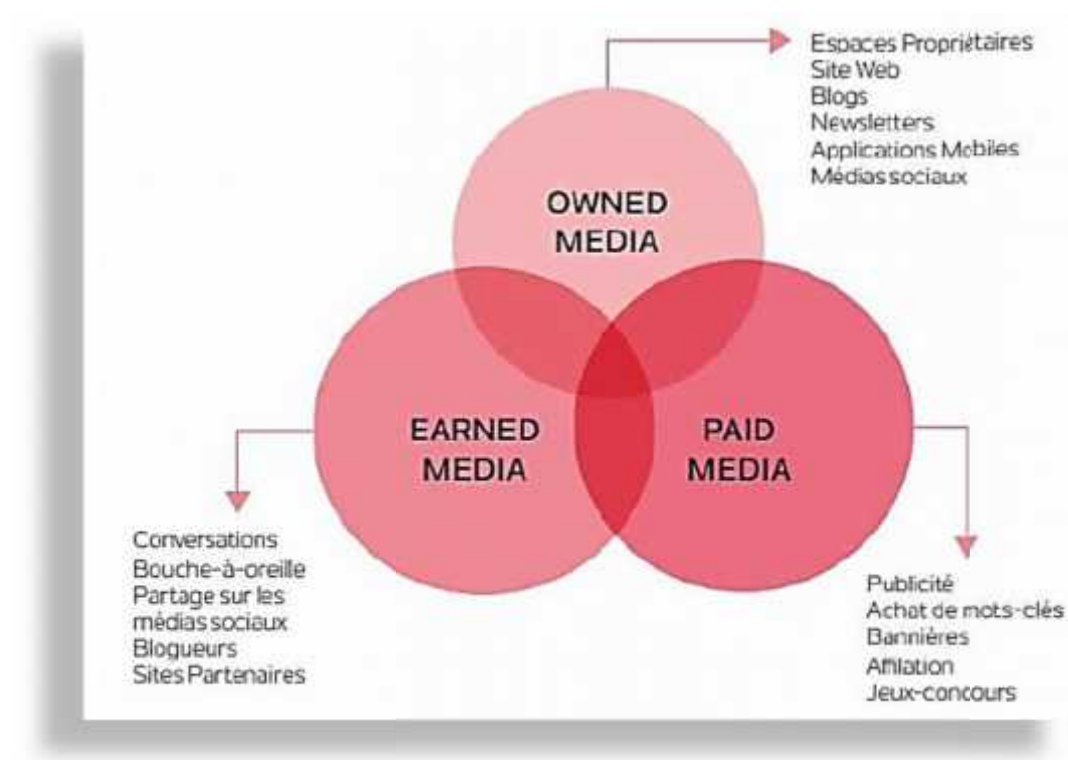 Espaces Propriétaires
Site Web
Blogs
Newsletters
Applications Mobiles
Médias sociaux
OWNED
MEDIA
EARNED
MEDIA
PAID
MEDIA
Conversations
Bouche-à-oreille
Partage sur les
médias sociaux
Blogueurs
Sites Partenaires
Publicité
Achat de mots-clés
Bannières
Affilation
Jeux-concours